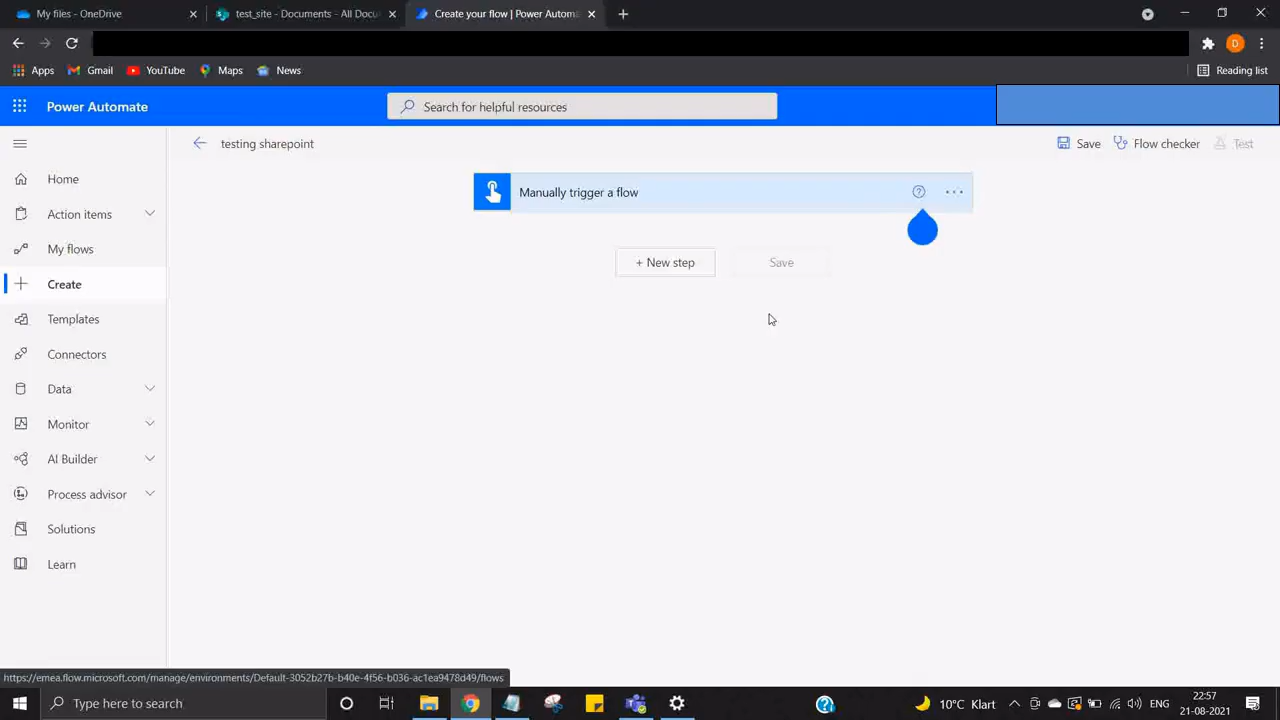 My files - OneDrive
test_site - Documents - All Docu
Create your flow | Power Automa
Apps
Gmail
YouTube
Maps
News
Reading list
D
Power Automate
Search for helpful resources
testing sharepoint
Save
Flow checker
Test
Home
Action items
My flows
Create
Templates
Connectors
Data
Monitor
AI Builder
Process advisor
Solutions
Learn
Manually trigger a flow
+ New step
Save
https://emea.flow.microsoft.com/manage/environments/Default-3052b27b-b40e-4f56-b036-ac1ea9478d49/flows
Type here to search
10°C Klart
ENG
22:57
21-08-2021